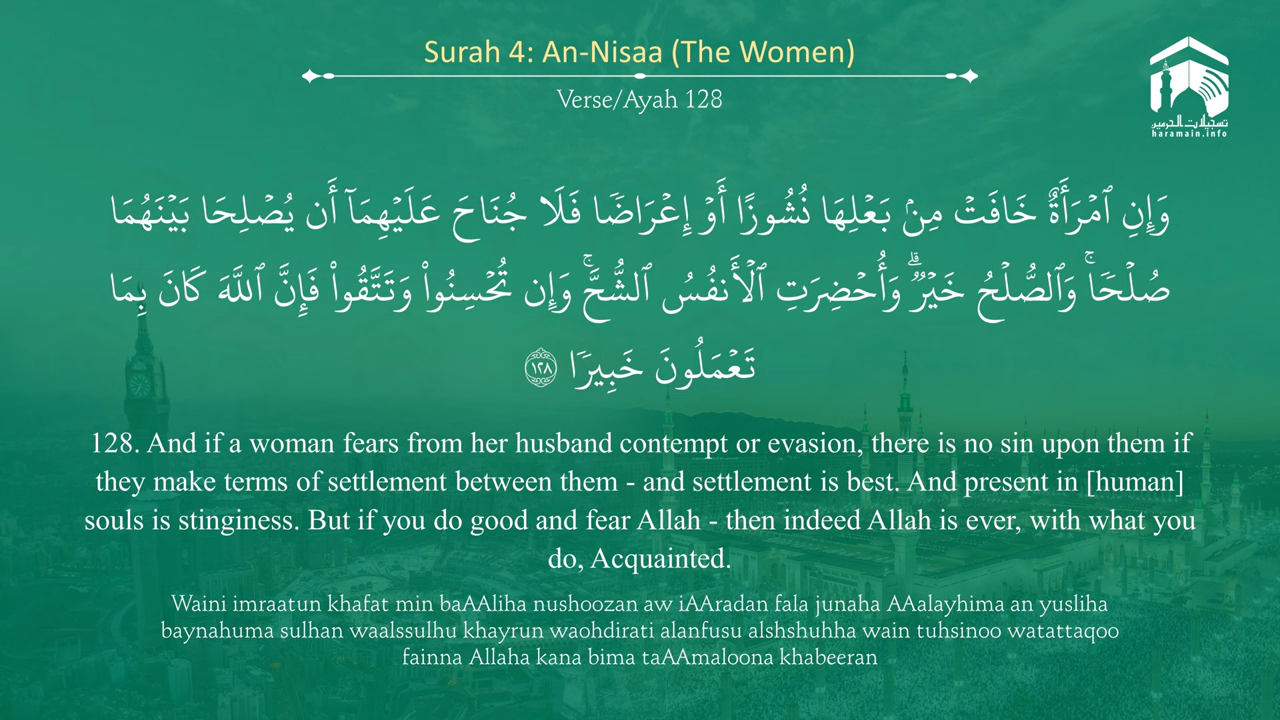 Surah 4: An-Nisaa (The Women)
Verse/Ayah 128
تسجيلات الحرمين
haramain.info
وَإِنِ ٱمْرَأَةٌ خَافَتْ مِنۢ بَعْلِهَا نُشُوزًا أَوْ إِعْرَاضًا فَلَا جُنَاحَ عَلَيْهِمَآ أَن يُصْلِحَا بَيْنَهُمَا
صُلْحًا ۚ وَٱلصُّلْحُ خَيْرٌ ۗ وَأُحْضِرَتِ ٱلْأَنفُسُ ٱلشُّحَّ ۚ وَإِن تُحْسِنُوا۟ وَتَتَّقُوا۟ فَإِنَّ ٱللَّهَ كَانَ بِمَا
تَعْمَلُونَ خَبِيرًا ١٢٨
128. And if a woman fears from her husband contempt or evasion, there is no sin upon them if
they make terms of settlement between them - and settlement is best. And present in [human]
souls is stinginess. But if you do good and fear Allah - then indeed Allah is ever, with what you
do, Acquainted.
Waini imraatun khafat min baAAliha nushoozan aw iAAradan fala junaha AAalayhima an yusliha
baynahuma sulhan waalssulhu khayrun waohdirati alanfusu alshshuhha wain tuhsinoo watattaqoo
fainna Allaha kana bima taAAmaloona khabeeran